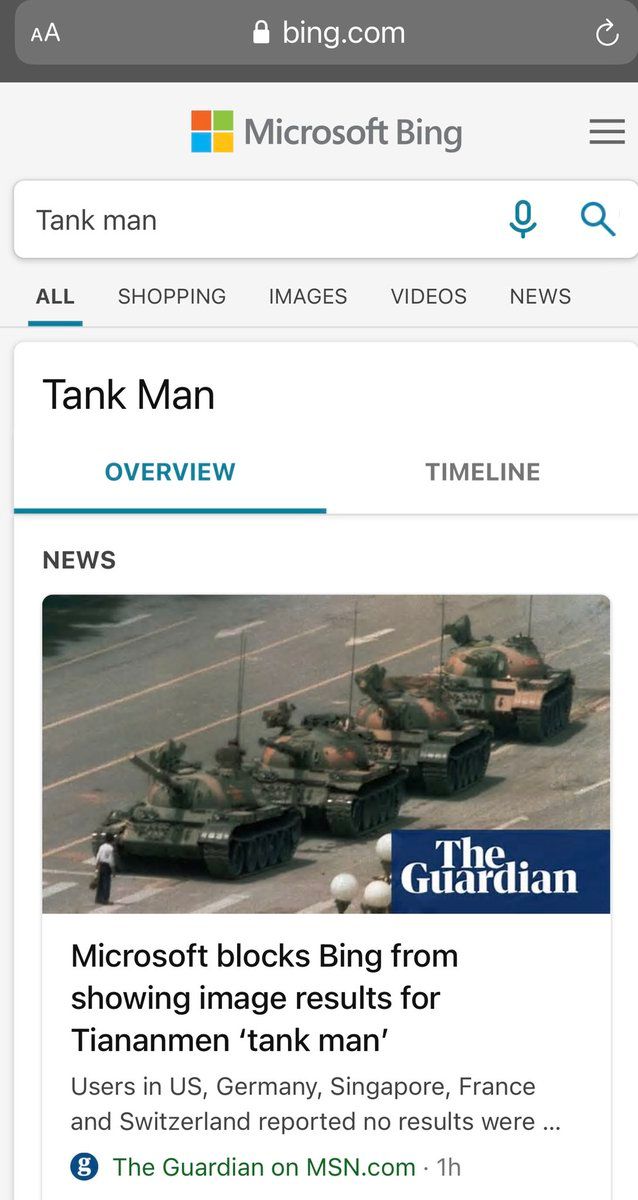 AA bing.com
Microsoft Bing
Tank man
ALL SHOPPING IMAGES VIDEOS NEWS
Tank Man
OVERVIEW TIMELINE
NEWS
The
Guardian
Microsoft blocks Bing from
showing image results for
Tiananmen ‘tank man’
Users in US, Germany, Singapore, France
and Switzerland reported no results were ...
g The Guardian on MSN.com · 1h